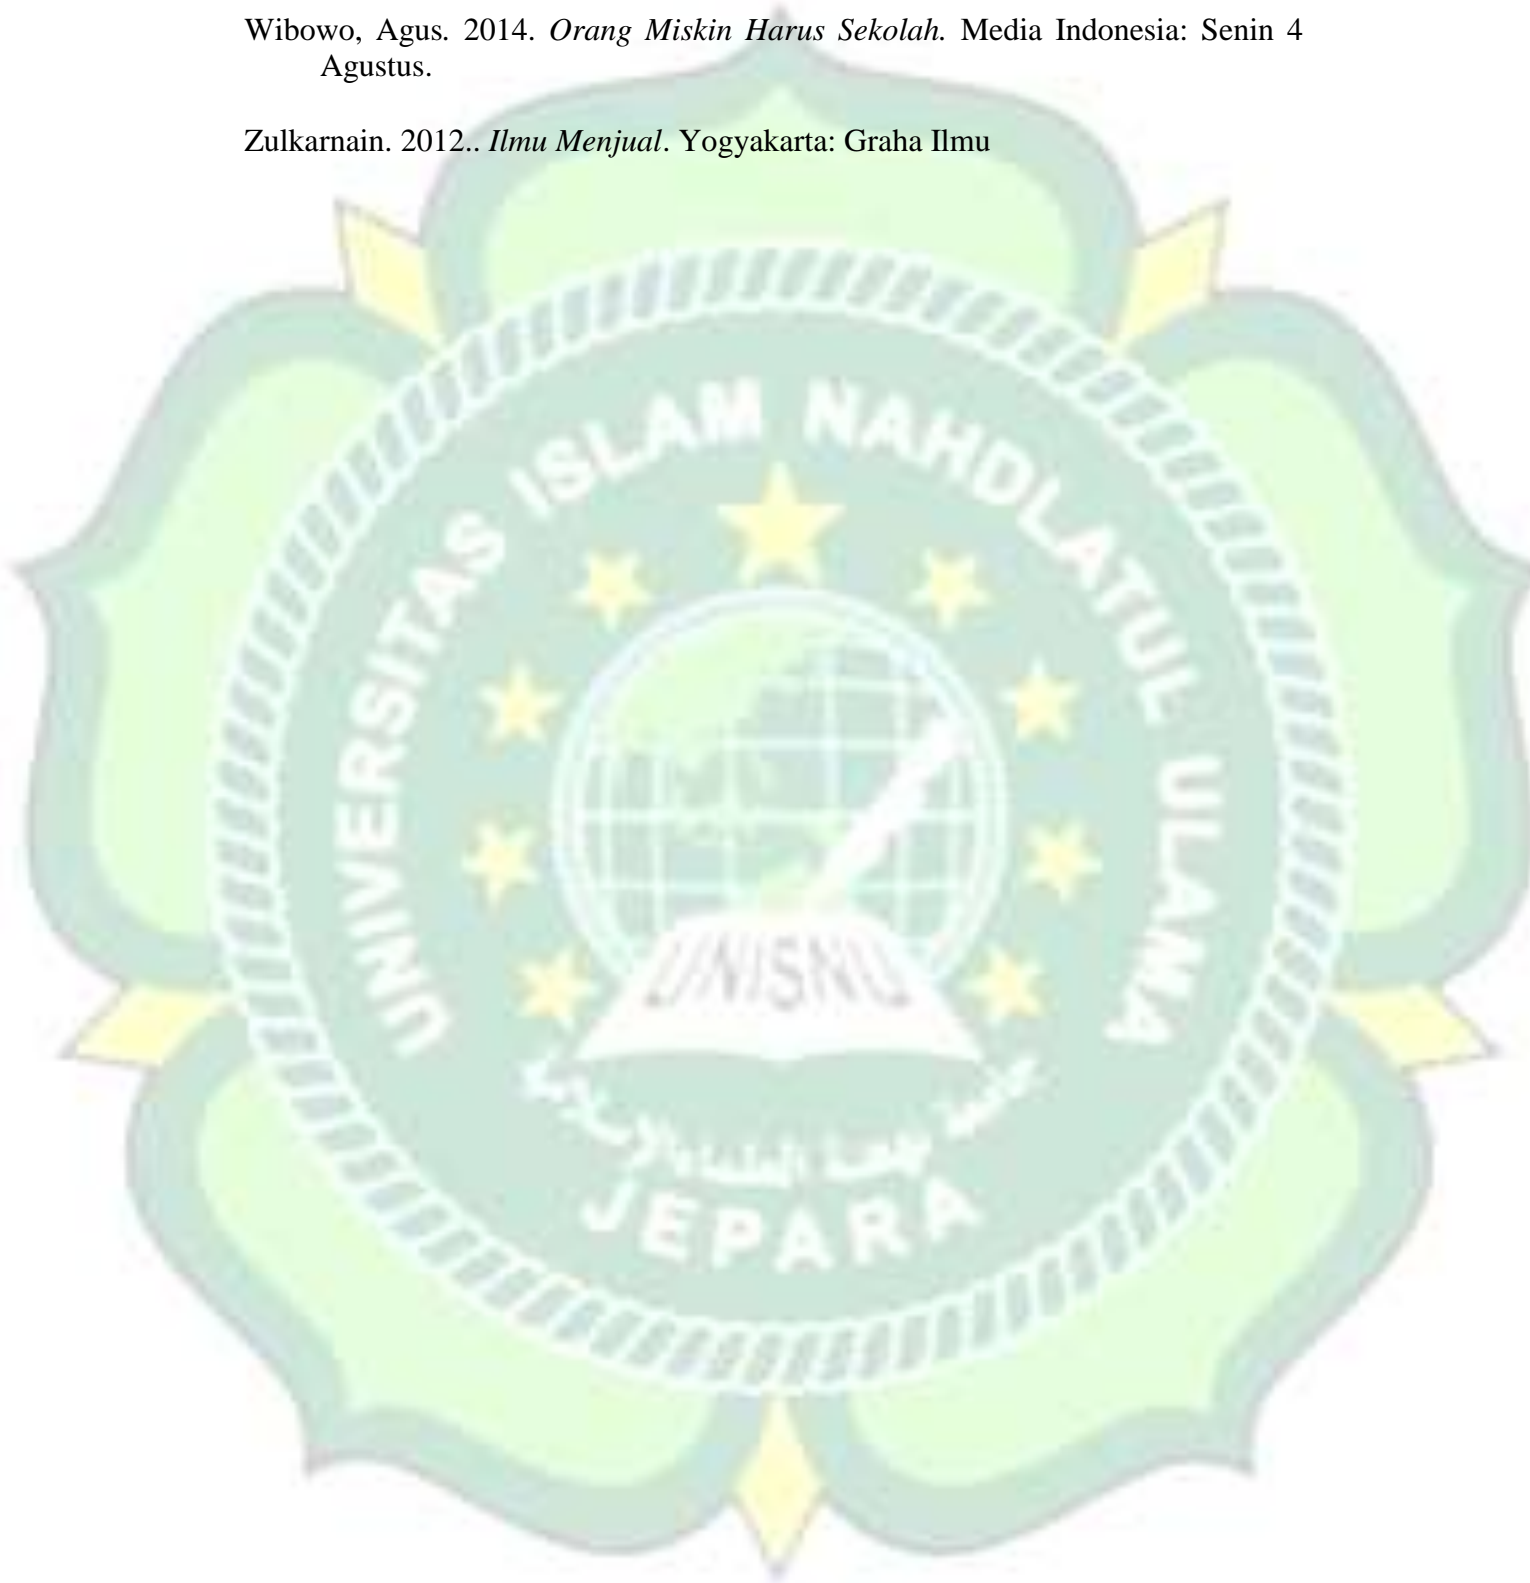 Wibowo, Agus. 2014. Orang Miskin Harus Sekolah. Media Indonesia: Senin 4
Agustus.
Zulkarnain. 2012.. Ilmu Menjual. Yogyakarta: Graha Ilmu
UNIVERSITAS ISLAM NAHDLATUL ULAMA
UNISNU
JEPARA